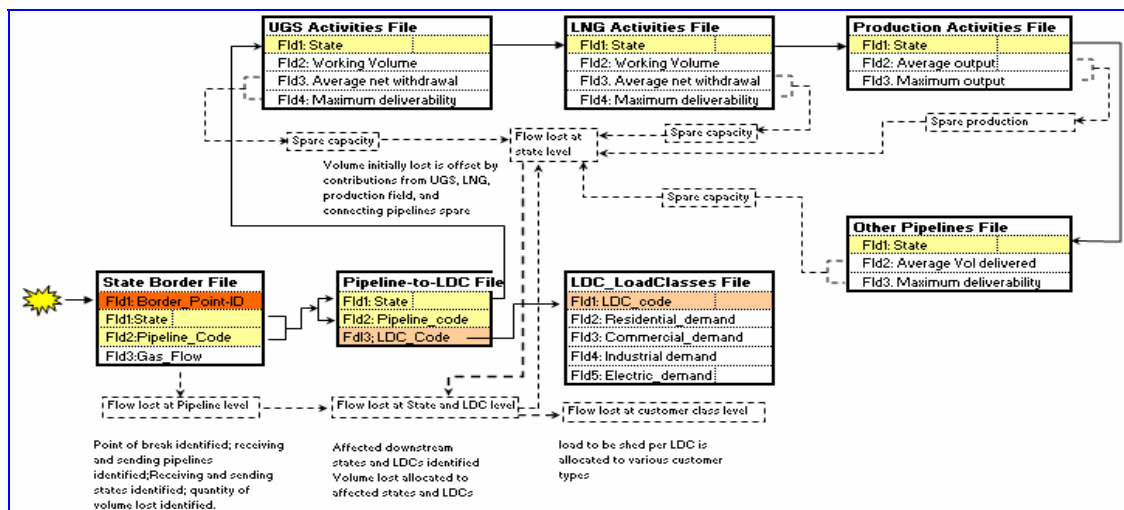 UGS Activities File
Fld1: State
Fld2: Working Volume
Fld3. Average net withdrawal
Fld4: Maximum deliverability
LNG Activities File
Fld1: State
Fld2: Working Volume
Fld3. Average net withdrawal
Fld4: Maximum deliverability
Production Activities File
Fld1: State
Fld2: Average output
Fld3. Maximum output
Spare capacity
Flow lost at
state level
Spare capacity
Spare production
Volume initially lost is offset by
contributions from UGS, LNG,
production field, and
connecting pipelines spare
Spare capacity
Other Pipelines File
Fld1: State
Fld2: Average Vol delivered
Fld3. Maximum deliverability
State Border File
Fld1: Border_Point-ID
Fld1:State
Fld2:Pipeline_Code
Fld3:Gas_Flow
Pipeline-to-LDC File
Fld1: State
Fld2: Pipeline_code
Fdl3; LDC_Code
LDC_LoadClasses File
Fld1: LDC_code
Fld2: Residential_demand
Fld3: Commercial_demand
Fld4: Industrial demand
Fld5: Electric_demand
Flow lost at Pipeline level
Flow lost at State and LDC level
Flow lost at customer class level
Point of break identified; receiving
and sending pipelines
identified;Receiving and sending
states identified; quantity of
volume lost identified.
Affected downstream
states and LDCs identified
Volume lost allocated to
affected states and LDCs
load to be shed per LDC is
allocated to various customer
types